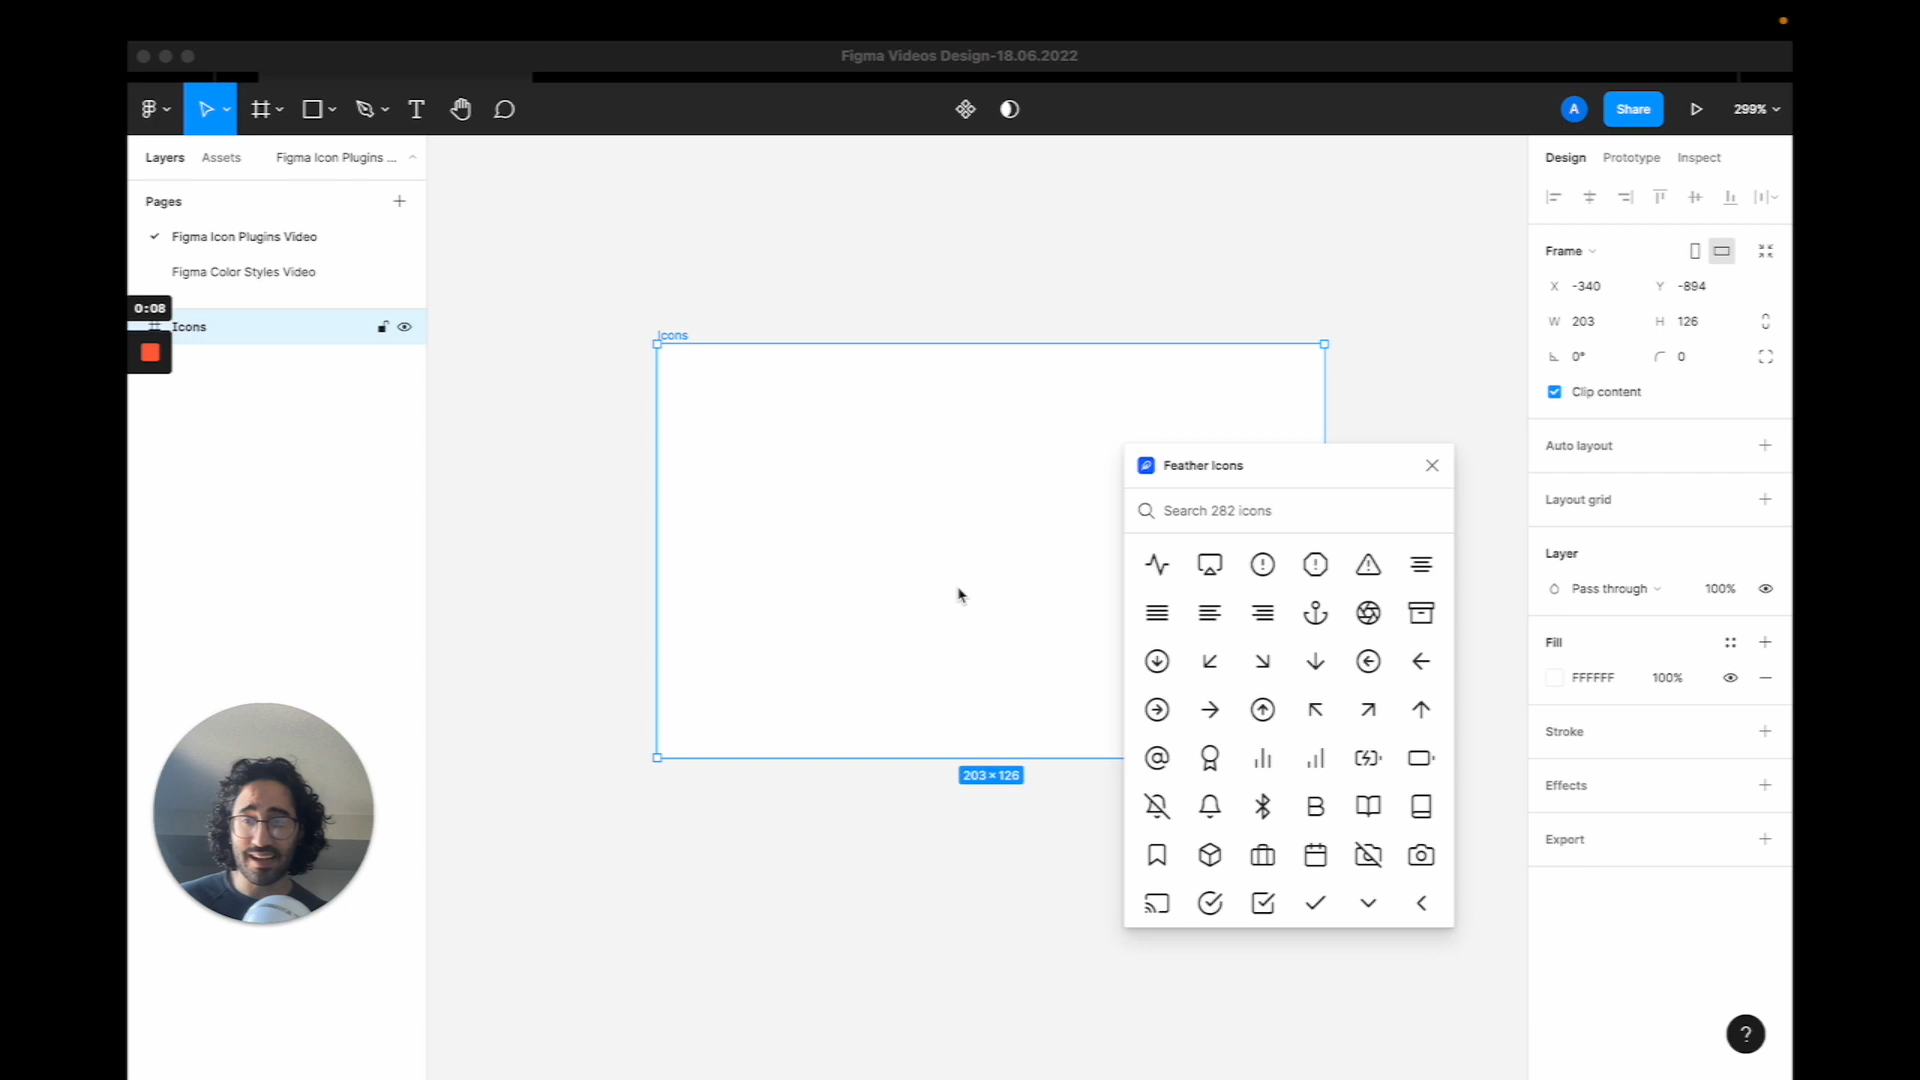 Figma Videos Design-18.06.2022
A
Share
299%
Layers
Assets
Figma Icon Plugins ...
Pages
Figma Icon Plugins Video
Figma Color Styles Video
0:08
Icons
Icons
203 × 126
Feather Icons
Search 282 icons
Design
Prototype
Inspect
Frame
X -340
Y -894
W 203
H 126
0°
0
Clip content
Auto layout
Layout grid
Layer
Pass through
100%
Fill
FFFFFF
100%
Stroke
Effects
Export
?